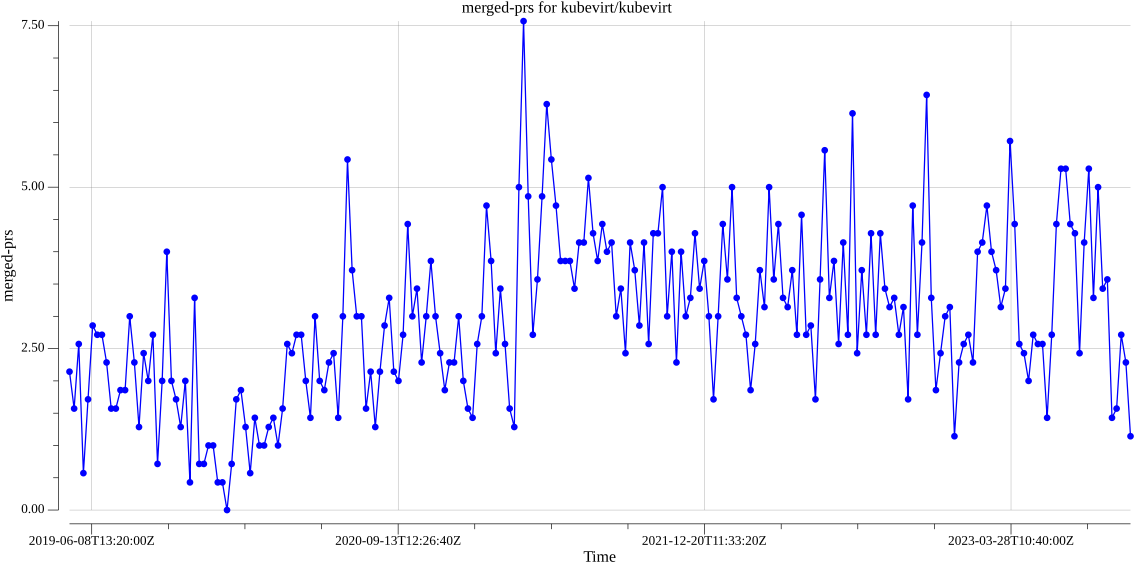 merged-prs for kubevirt/kubevirt
7.50
5.00
2.50
0.00
merged-prs
2019-06-08T13:20:00Z
2020-09-13T12:26:40Z
2021-12-20T11:33:20Z
2023-03-28T10:40:00Z
Time